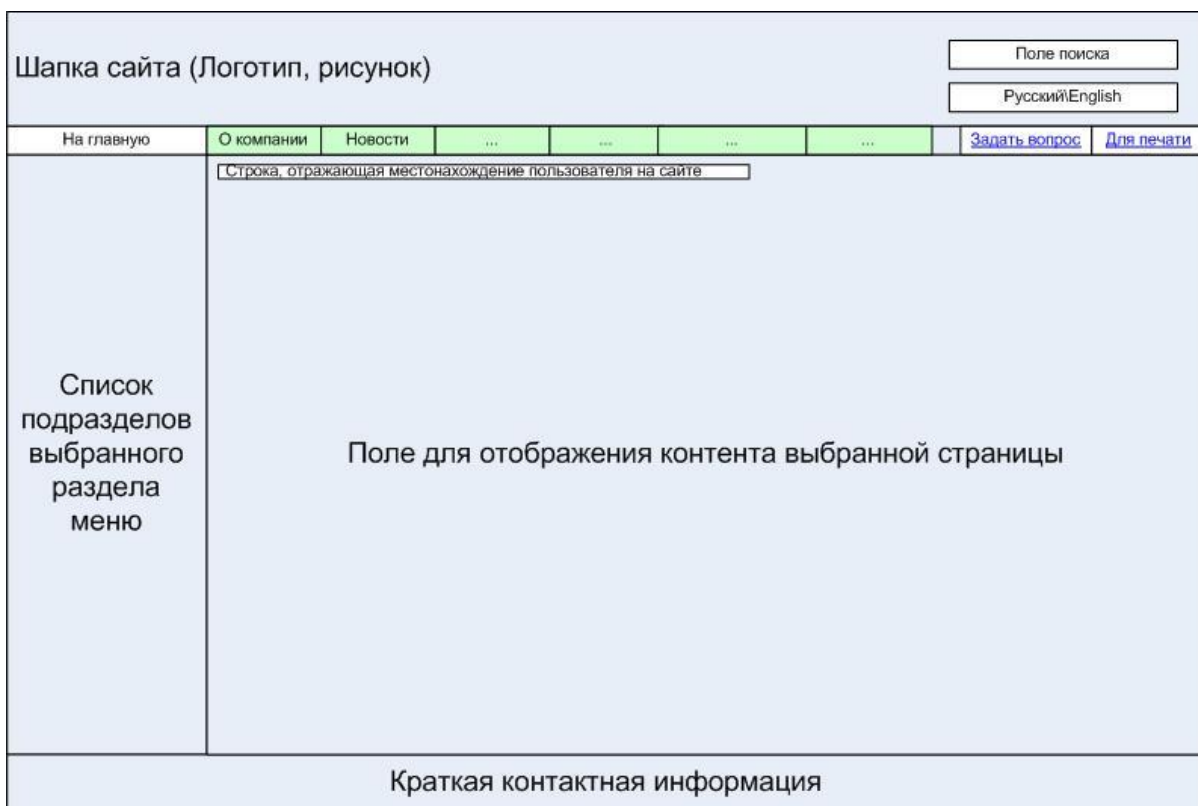 Шапка сайта (Логотип, рисунок)
Поле поиска
Русский\English
На главную
О компании
Новости
...
...
...
...
Задать вопрос
Для печати
Строка, отражающая местонахождение пользователя на сайте
Список
подразделов
выбранного
раздела
меню
Поле для отображения контента выбранной страницы
Краткая контактная информация